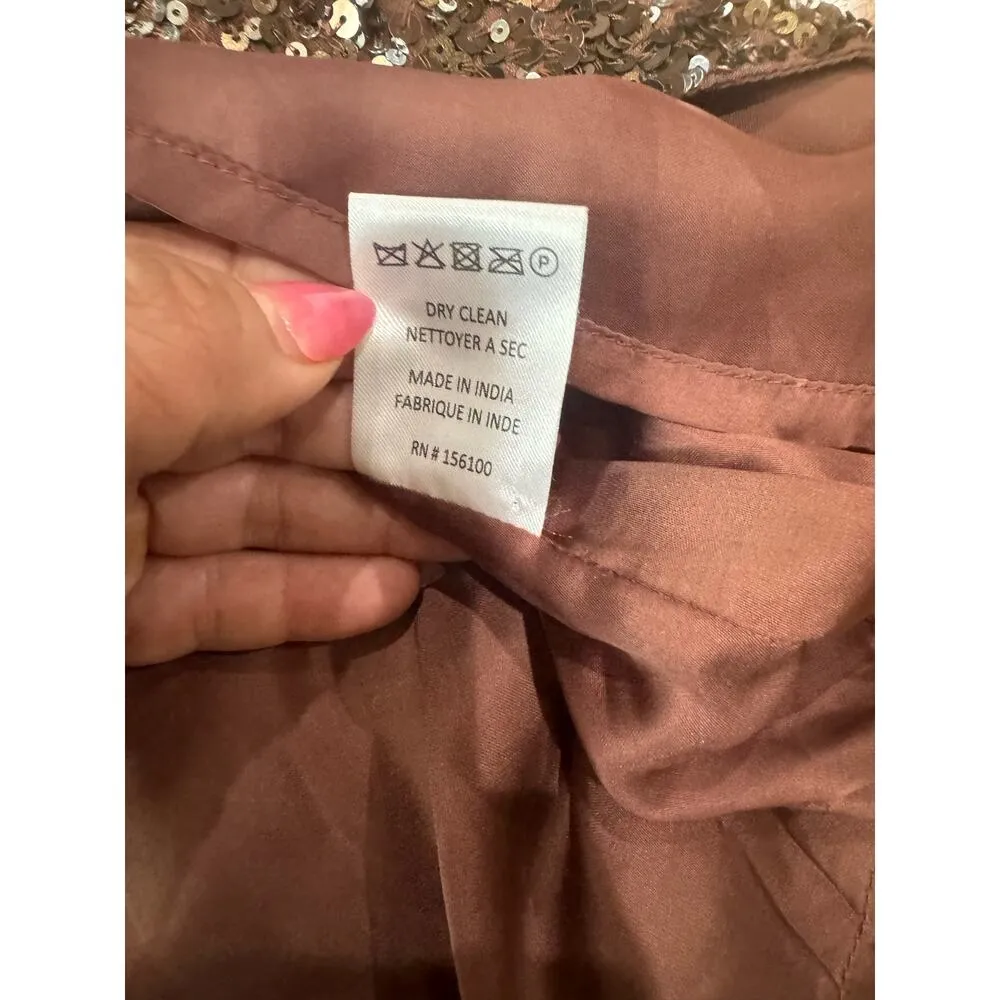 P
DRY CLEAN
NETTOYER A SEC
MADE IN INDIA
FABRIQUE IN INDE
RN # 156100